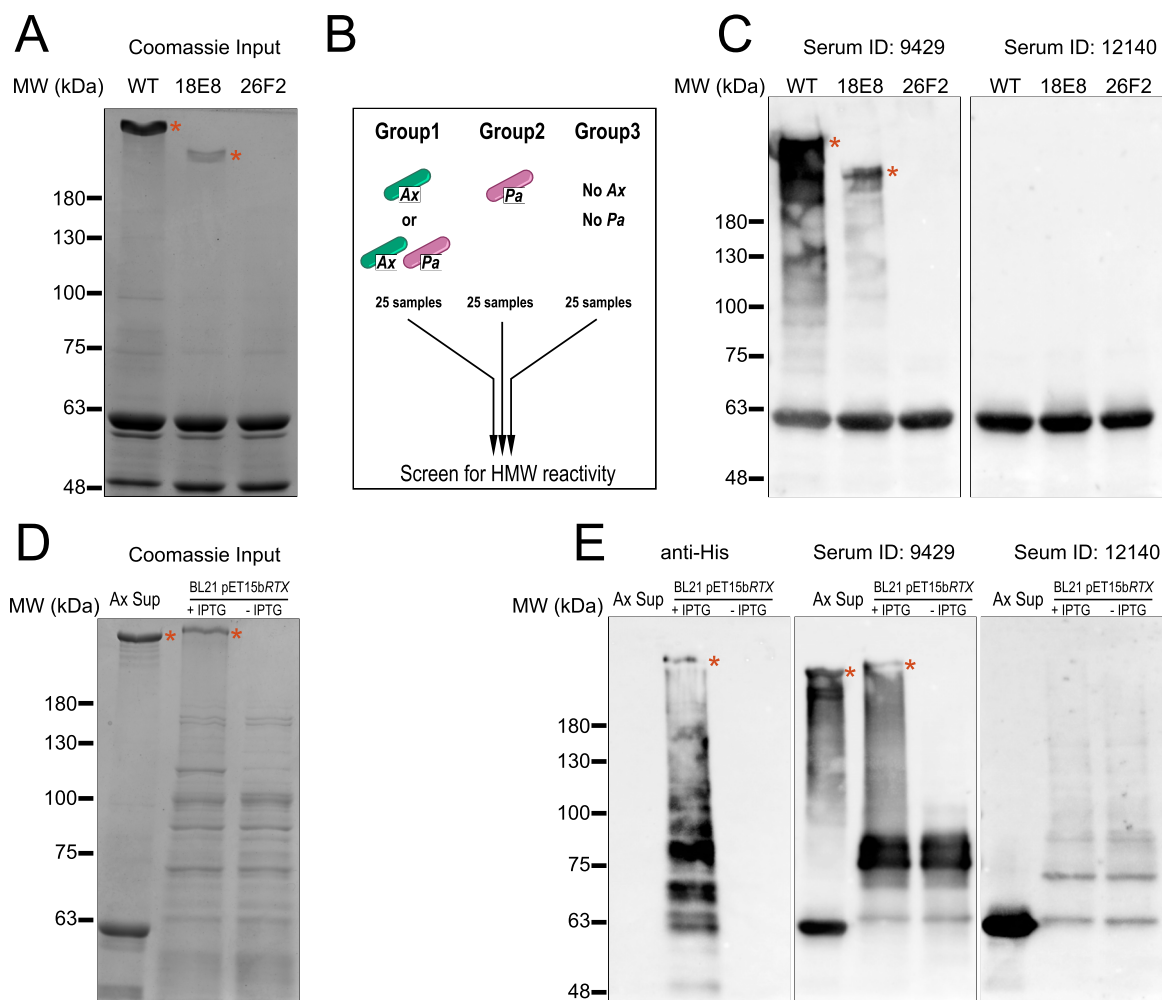 A
Coomassie Input
MW (kDa) WT 18E8 26F2
*
*
180
130
100
75
63
48
B
Group1 Group2 Group3
Ax
Pa
No Ax
or
No Pa
Ax Pa
25 samples 25 samples 25 samples
Screen for HMW reactivity
C
Serum ID: 9429 Serum ID: 12140
MW (kDa) WT 18E8 26F2 WT 18E8 26F2
*
*
180
130
100
75
63
48
D
Coomassie Input
BL21 pET15bRTX
MW (kDa) Ax Sup + IPTG - IPTG
* *
180
130
100
75
63
E
anti-His Serum ID: 9429 Seum ID: 12140
BL21 pET15bRTX BL21 pET15bRTX BL21 pET15bRTX
MW (kDa) Ax Sup + IPTG - IPTG Ax Sup + IPTG - IPTG Ax Sup + IPTG - IPTG
* * *
180
130
100
75
63
48